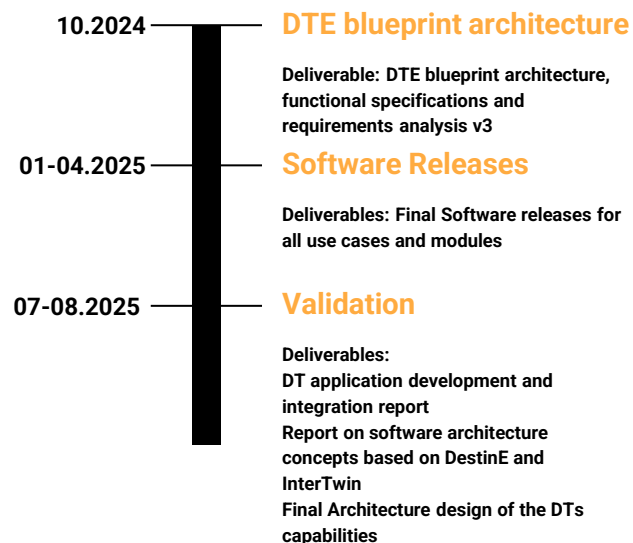 10.2024
DTE blueprint architecture
Deliverable: DTE blueprint architecture,
functional specifications and
requirements analysis v3
01-04.2025
Software Releases
Deliverables: Final Software releases for
all use cases and modules
07-08.2025
Validation
Deliverables:
DT application development and
integration report
Report on software architecture
concepts based on DestinE and
InterTwin
Final Architecture design of the DTs
capabilities